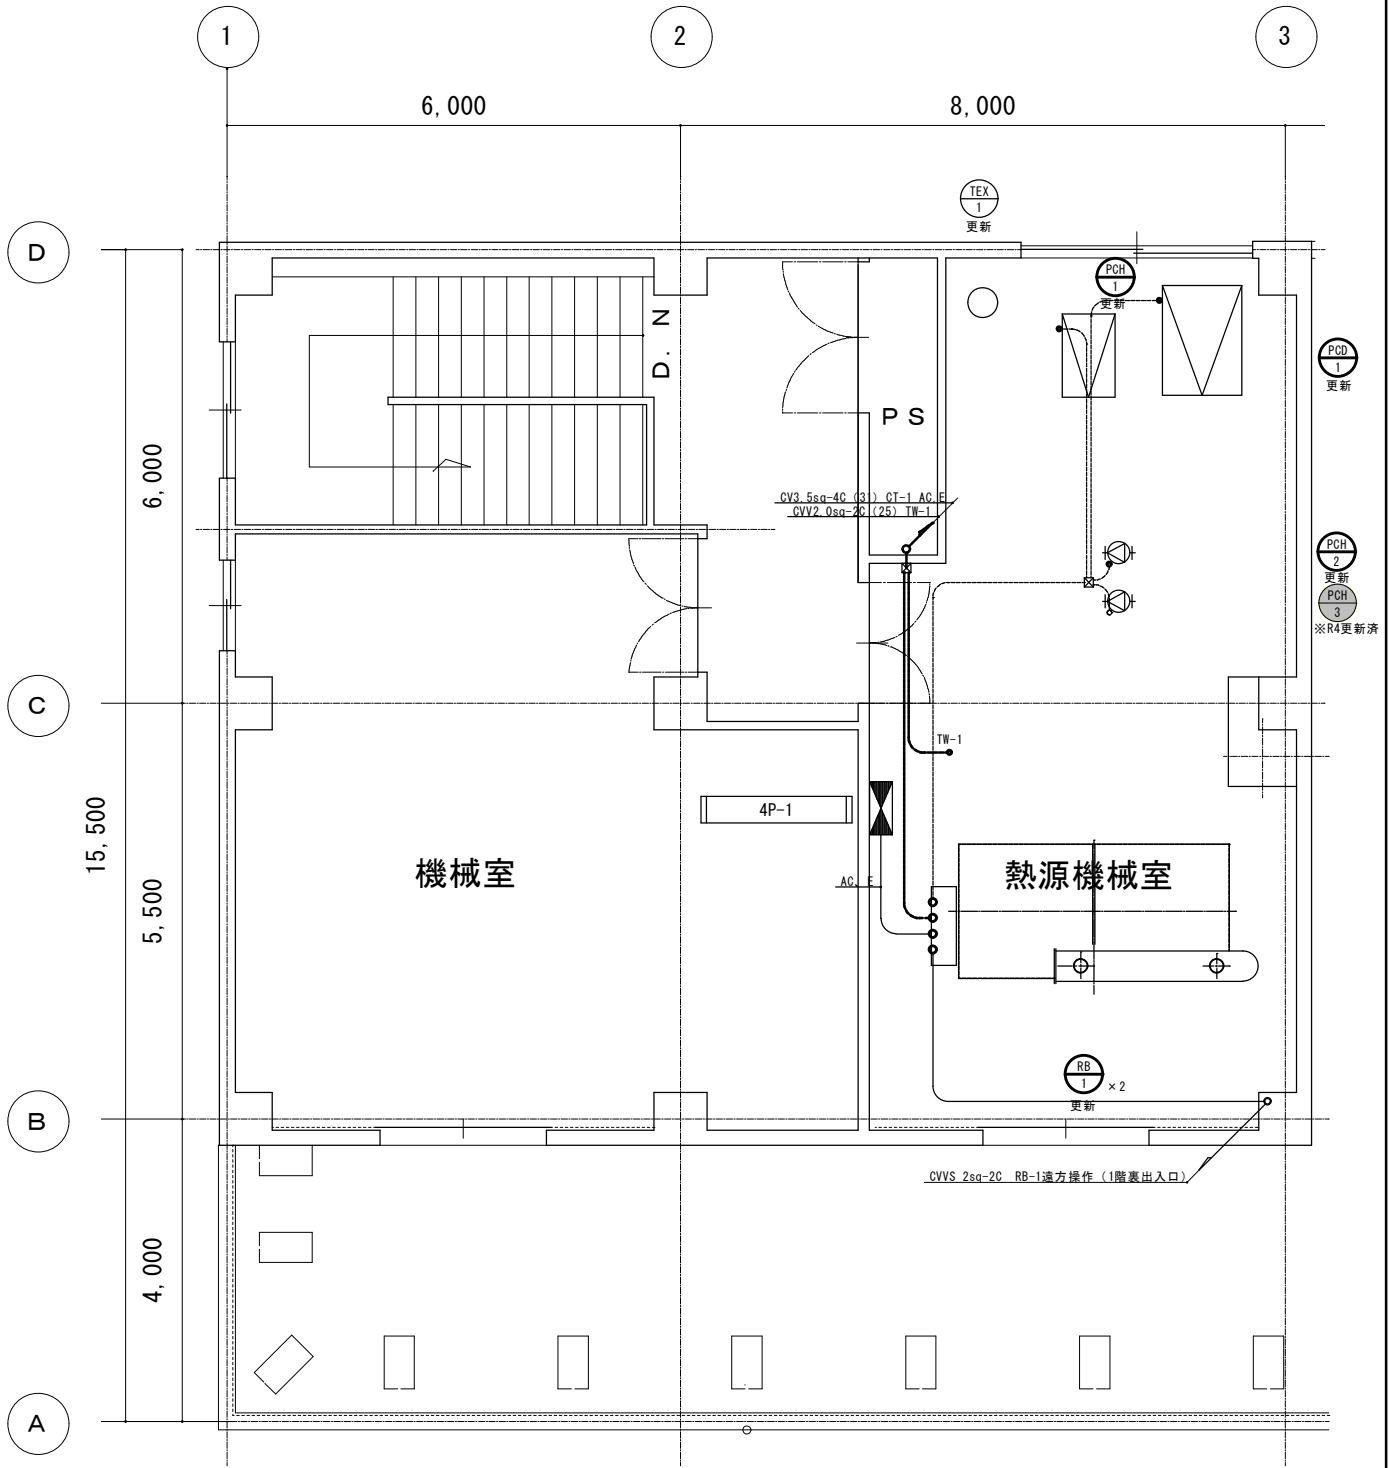 1
2
3
6,000
8,000
TEX
1
更新
D
PCH
1
更新
D. N
PCD
1
更新
PS
6,000
CV3.5sq-4C (31) CT-1 AC,E
CVV2.0sq-2C (25) TW-1
PCH
2
更新
PCH
3
※R4更新済
C
TW-1
15,500
4P-1
機械室
熱源機械室
AC, E
5,500
RB
1
×2
更新
B
CVVS 2sq-2C RB-1遠方操作 (1階裏出入口)
4,000
A